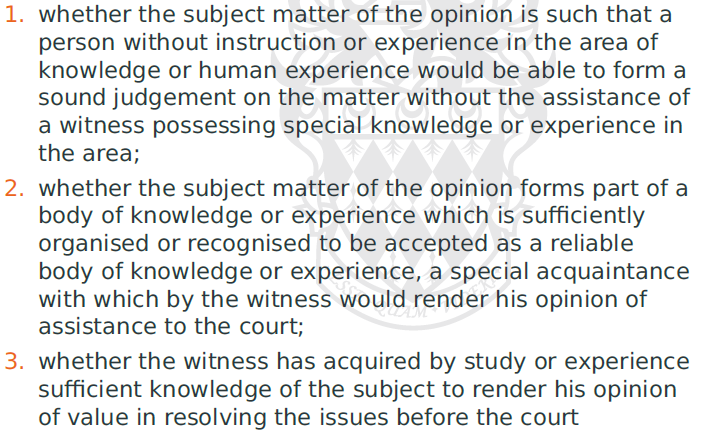 1. whether the subject matter of the opinion is such that a
person without instruction or experience in the area of
knowledge or human experience would be able to form a
sound judgement on the matter without the assistance of
a witness possessing special knowledge or experience in
the area;
2. whether the subject matter of the opinion forms part of a
body of knowledge or experience which is sufficiently
organised or recognised to be accepted as a reliable
body of knowledge or experience, a special acquaintance
with which by the witness would render his opinion of
assistance to the court;
3. whether the witness has acquired by study or experience
sufficient knowledge of the subject to render his opinion
of value in resolving the issues before the court